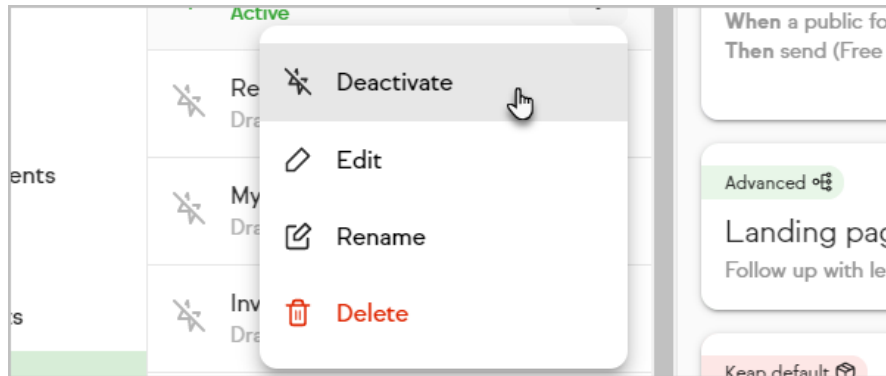 Active
Re
Dra
My
Dra
Inv
Dra
ents
s
Deactivate
Edit
Rename
Delete
When a public fo
Then send (Free
Advanced
Landing pag
Follow up with le
Keap default